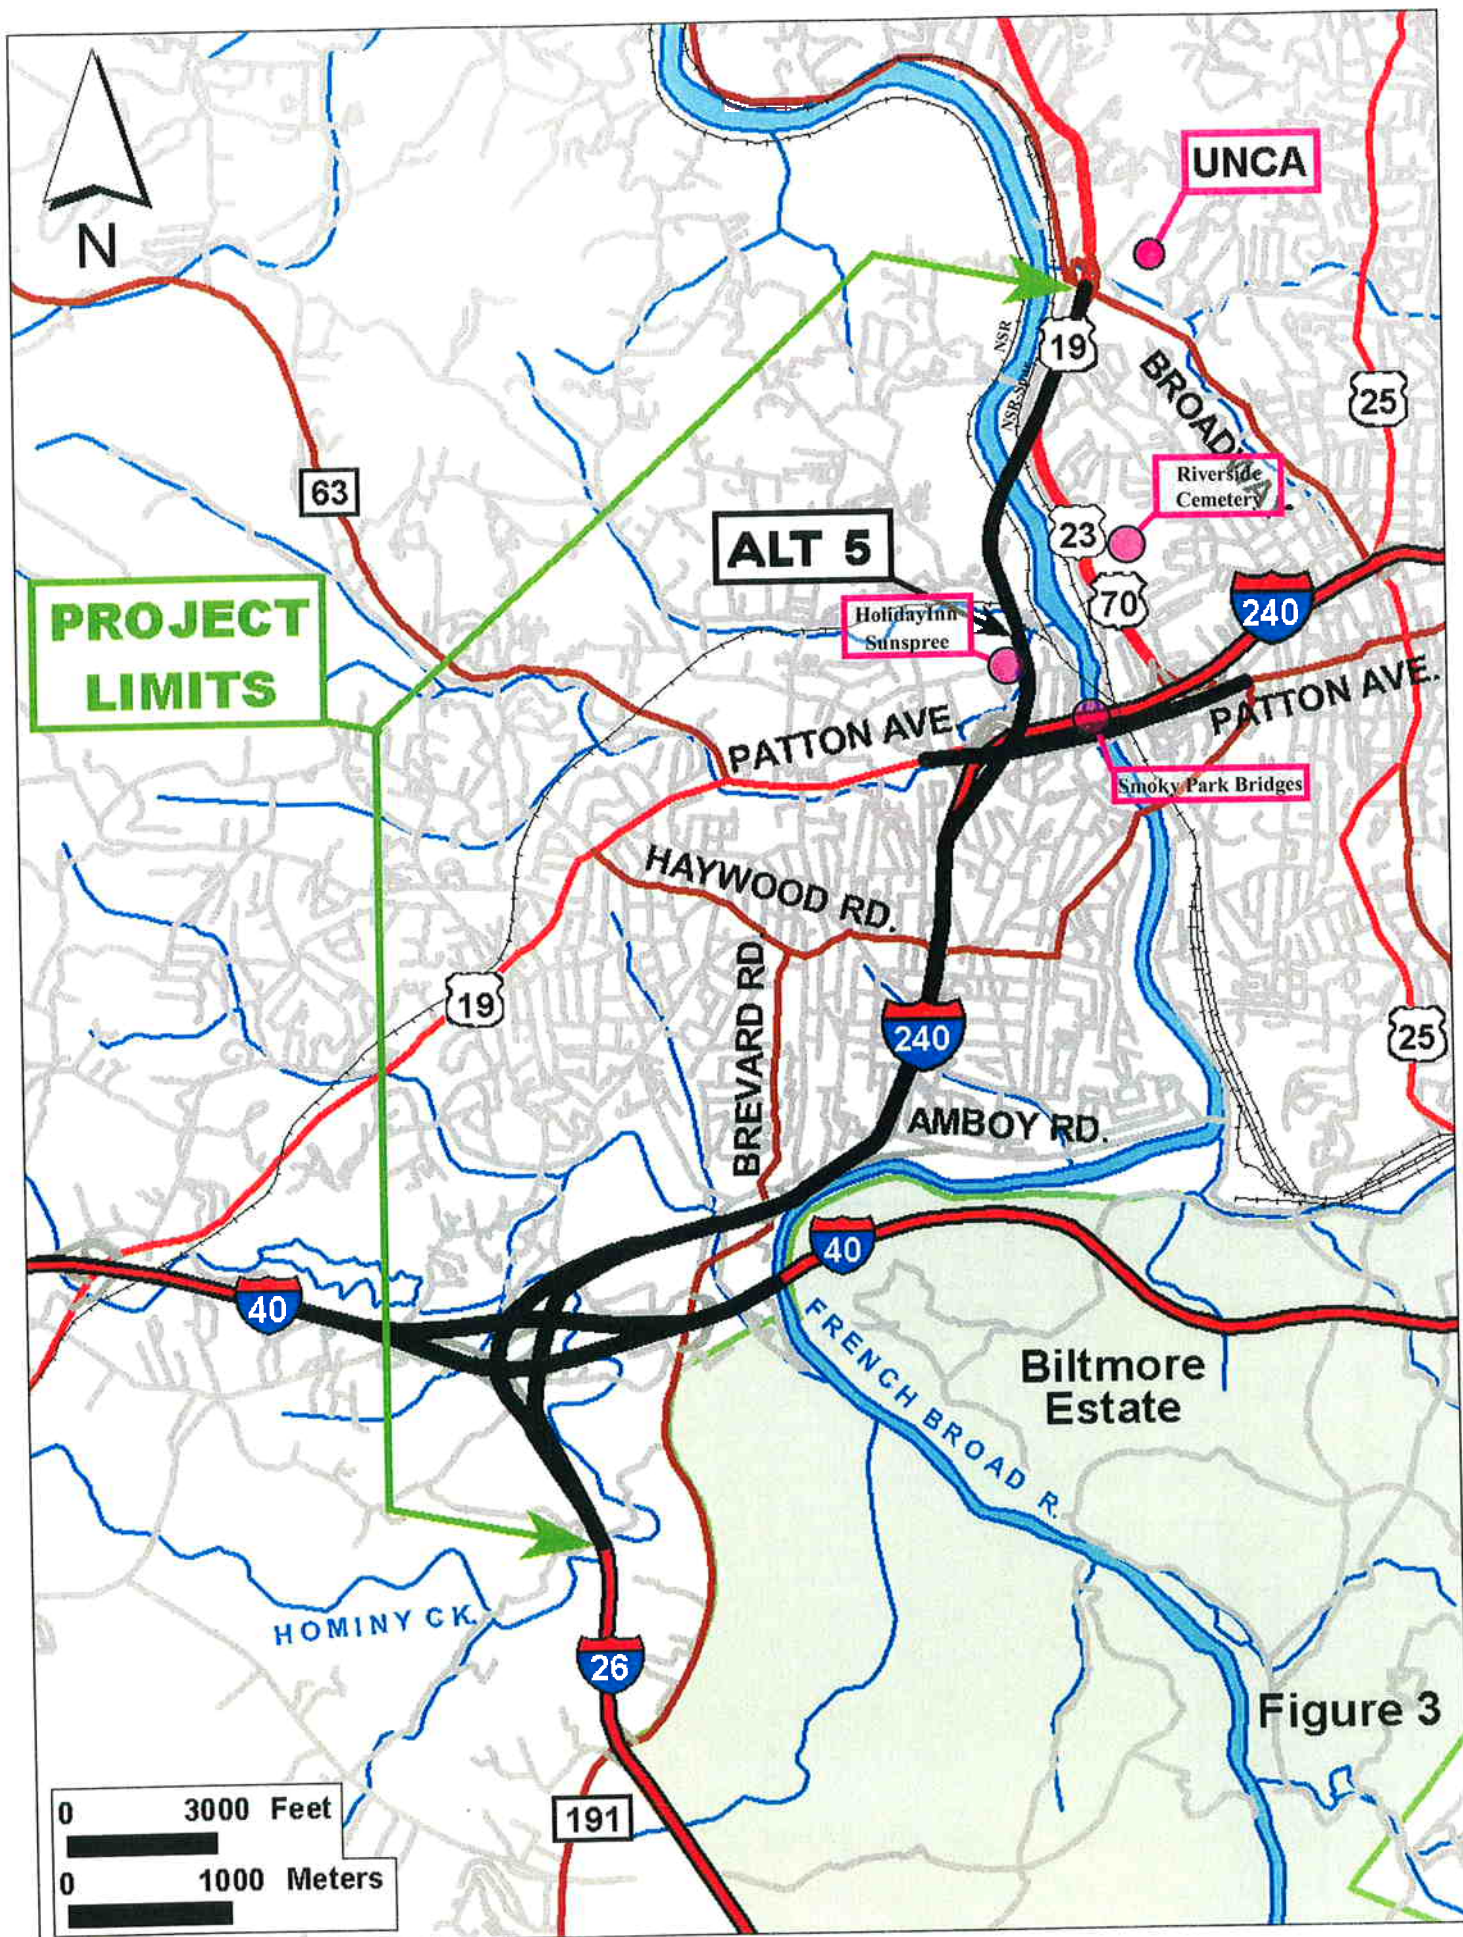 UNCA
N
NSR
19
BROADWAY
25
NSR Spur
63
Riverside
Cemetery
23
ALT 5
70
240
HolidayInn
Sunspree
PROJECT
LIMITS
PATTON AVE.
PATTON AVE.
Smoky Park Bridges
HAYWOOD RD.
BREVARD RD.
19
240
25
AMBOY RD.
40
40
FRENCH BROAD R.
Biltmore
Estate
HOMINY CK.
26
Figure 3
191
0 3000 Feet
0 1000 Meters